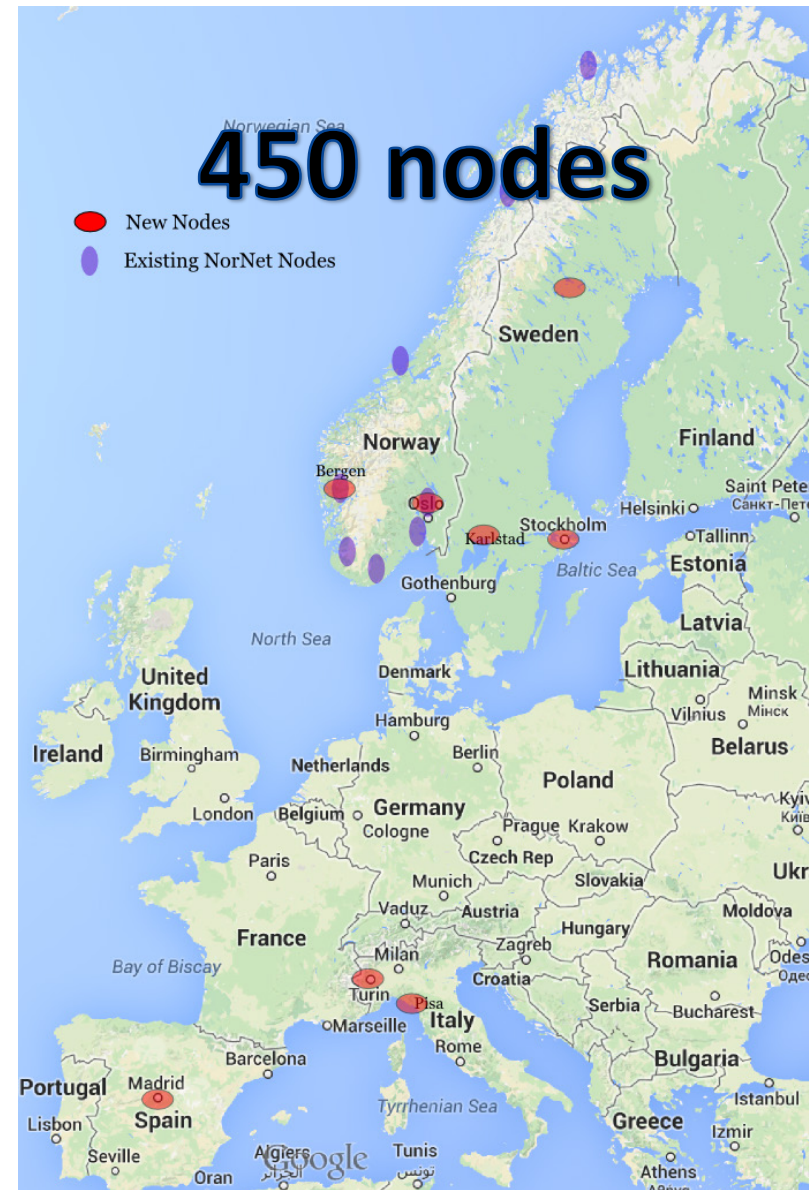 Norwegian Sea
450 nodes
New Nodes
Existing NorNet Nodes
Sweden
Norway
Finland
Bergen
Oslo
Saint Pete
Санкт-Пете
Helsinki
Stockholm
Karlstad
Tallinn
Estonia
Baltic Sea
Gothenburg
Latvia
North Sea
Denmark
Lithuania
United
Kingdom
Minsk
Мінск
Vilnius
Hamburg
Belarus
Ireland
Birmingham
Berlin
Netherlands
Poland
London
Belgium
Germany
Cologne
Kyiv
Київ
Prague
Krakow
Paris
Czech Rep
Ukr
Munich
Slovakia
Vaduz
Austria
Moldova
Hungary
France
Zagreb
Milan
Romania
Odes
Одес
Bay of Biscay
Croatia
Turin
Pisa
Serbia
Bucharest
Marseille
Italy
Rome
Barcelona
Bulgaria
Portugal
Madrid
Istanbul
Tyrrhenian Sea
Lisbon
Spain
Greece
Izmir
Seville
Algiers
الجزائر
Google
Tunis
تونس
Oran
Athens